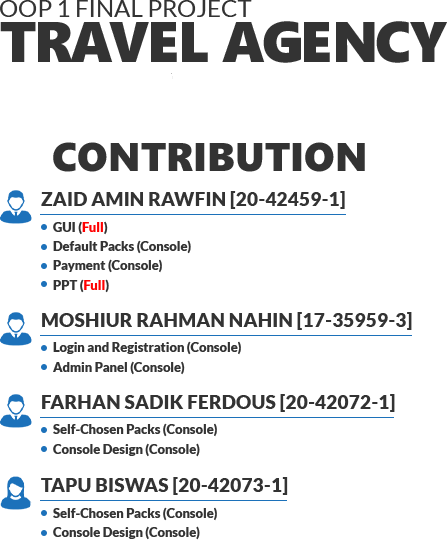 OOP 1 FINAL PROJECT
TRAVEL AGENCY
CONTRIBUTION
ZAID AMIN RAWFIN [20-42459-1]
GUI (Full)
Default Packs (Console)
Payment (Console)
PPT (Full)
MOSHIUR RAHMAN NAHIN [17-35959-3]
Login and Registration (Console)
Admin Panel (Console)
FARHAN SADIK FERDOUS [20-42072-1]
Self-Chosen Packs (Console)
Console Design (Console)
TAPU BISWAS [20-42073-1]
Self-Chosen Packs (Console)
Console Design (Console)